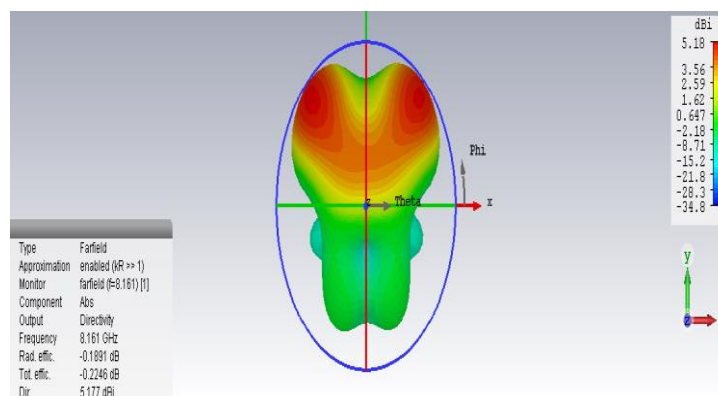 dBi
5.18
3.56
2.59
1.62
0.647
-2.18
-8.71
-15.2
-21.8
-28.3
-34.8
Phi
z Theta x
y
z
Type Farfield
Approximation enabled (kR >> 1)
Monitor farfield (f=8.161) [1]
Component Abs
Output Directivity
Frequency 8.161 GHz
Rad. effic. -0.1891 dB
Tot. effic. -0.2246 dB
Dir. 5.177 dBi